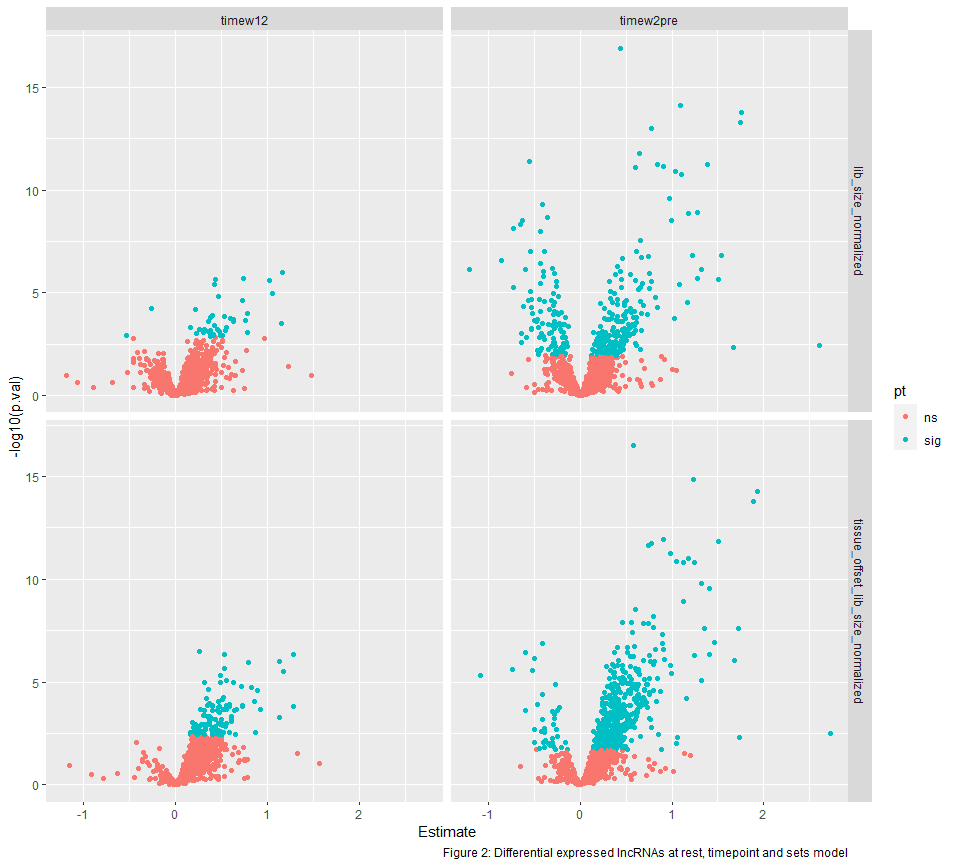 timew12
timew2pre
15
10
5
0
lib_size_normalized
-log10(p.val)
15
10
5
0
tissue_offset_lib_size_normalized
pt
ns
sig
-1
0
1
2
-1
0
1
2
Estimate
Figure 2: Differential expressed lncRNAs at rest, timepoint and sets model